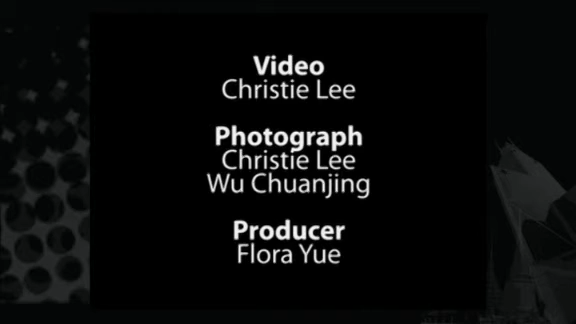 Video
Christie Lee
Photograph
Christie Lee
Wu Chuanjing
Producer
Flora Yue